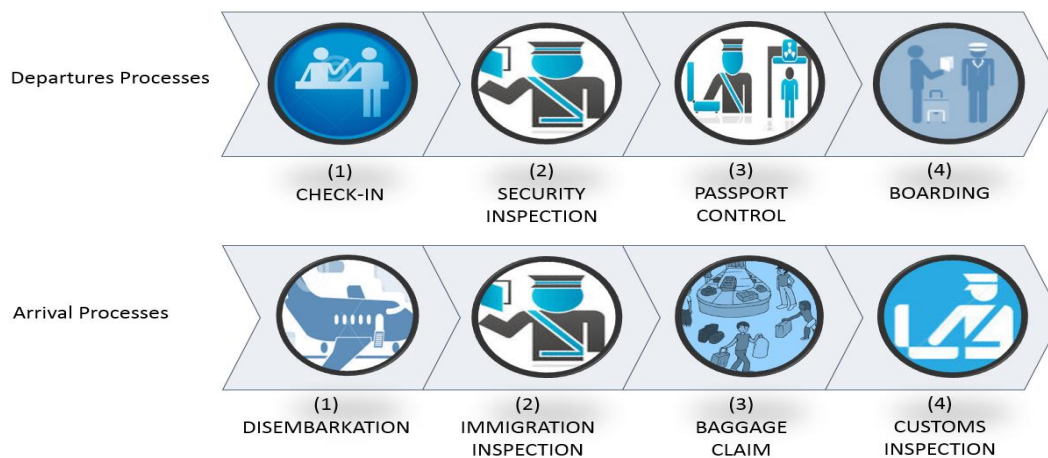 Departures Processes
(1)
CHECK-IN
(2)
SECURITY
INSPECTION
(3)
PASSPORT
CONTROL
(4)
BOARDING
Arrival Processes
(1)
DISEMBARKATION
(2)
IMMIGRATION
INSPECTION
(3)
BAGGAGE
CLAIM
(4)
CUSTOMS
INSPECTION